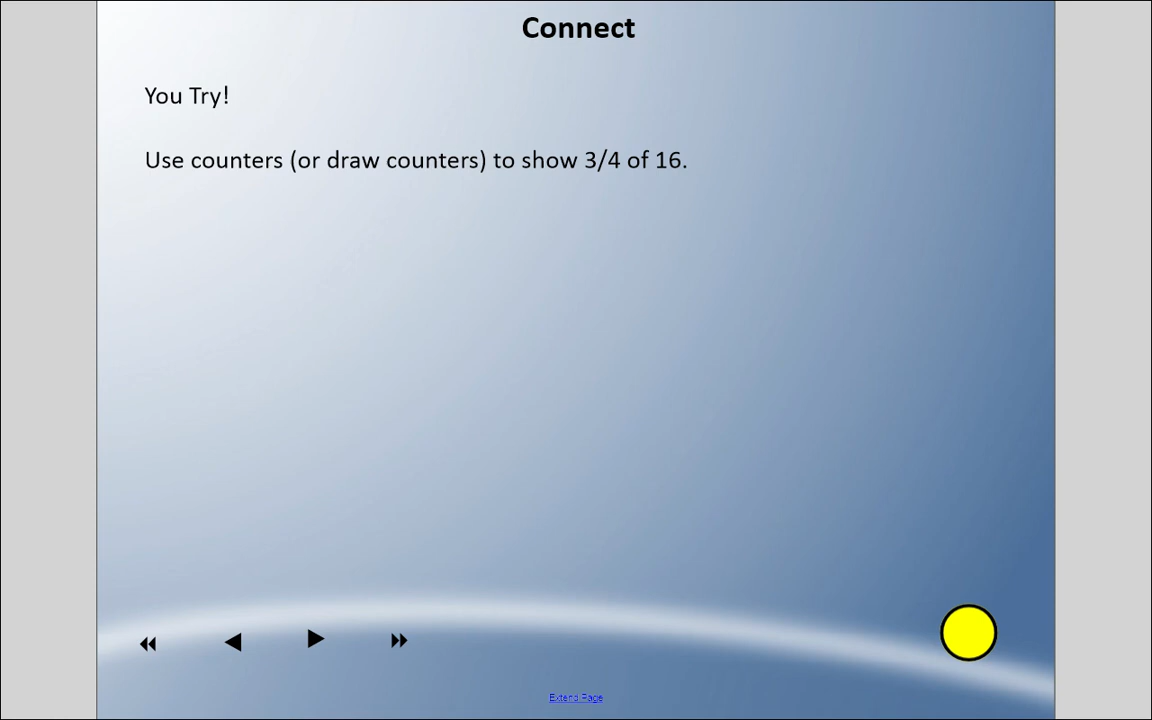 Connect
You Try!
Use counters (or draw counters) to show 3/4 of 16.
Extend Page